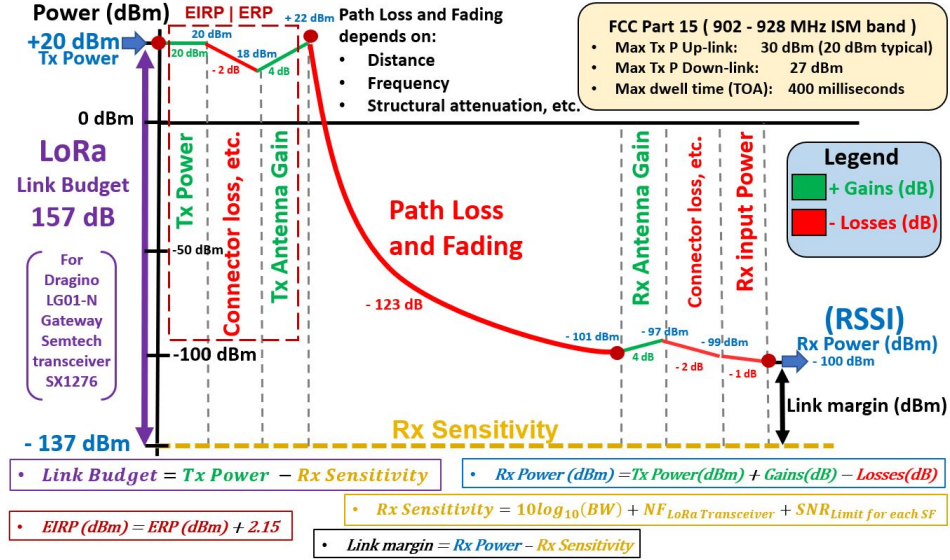 Power (dBm)
EIRP | ERP
+ 22 dBm
Path Loss and Fading
depends on:
• Distance
• Frequency
• Structural attenuation, etc.
FCC Part 15 ( 902 - 928 MHz ISM band )
• Max Tx P Up-link: 30 dBm (20 dBm typical)
• Max Tx P Down-link: 27 dBm
• Max dwell time (TOA): 400 milliseconds
+20 dBm
Tx Power
20 dBm
20 dBm
- 2 dB
18 dBm
4 dB
0 dBm
LoRa
Link Budget
157 dB
For
Dragino
LG01-N
Gateway
Semtech
transceiver
SX1276
Tx Power
Connector loss, etc.
Tx Antenna Gain
-50 dBm
-100 dBm
- 137 dBm
Path Loss
and Fading
- 123 dB
Rx Antenna Gain
Connector loss, etc.
Rx input Power
Legend
+ Gains (dB)
- Losses (dB)
- 101 dBm
4 dB
- 97 dBm
- 2 dB
- 99 dBm
- 1 dB
(RSSI)
Rx Power (dBm)
- 100 dBm
Link margin (dBm)
Rx Sensitivity
• Link Budget = Tx Power − Rx Sensitivity
• Rx Power (dBm) = Tx Power(dBm) + Gains(dB) − Losses(dB)
• Rx Sensitivity = 10log₁₀(BW) + NF LoRa Transceiver + SNR Limit for each SF
• EIRP (dBm) = ERP (dBm) + 2.15
• Link margin = Rx Power − Rx Sensitivity